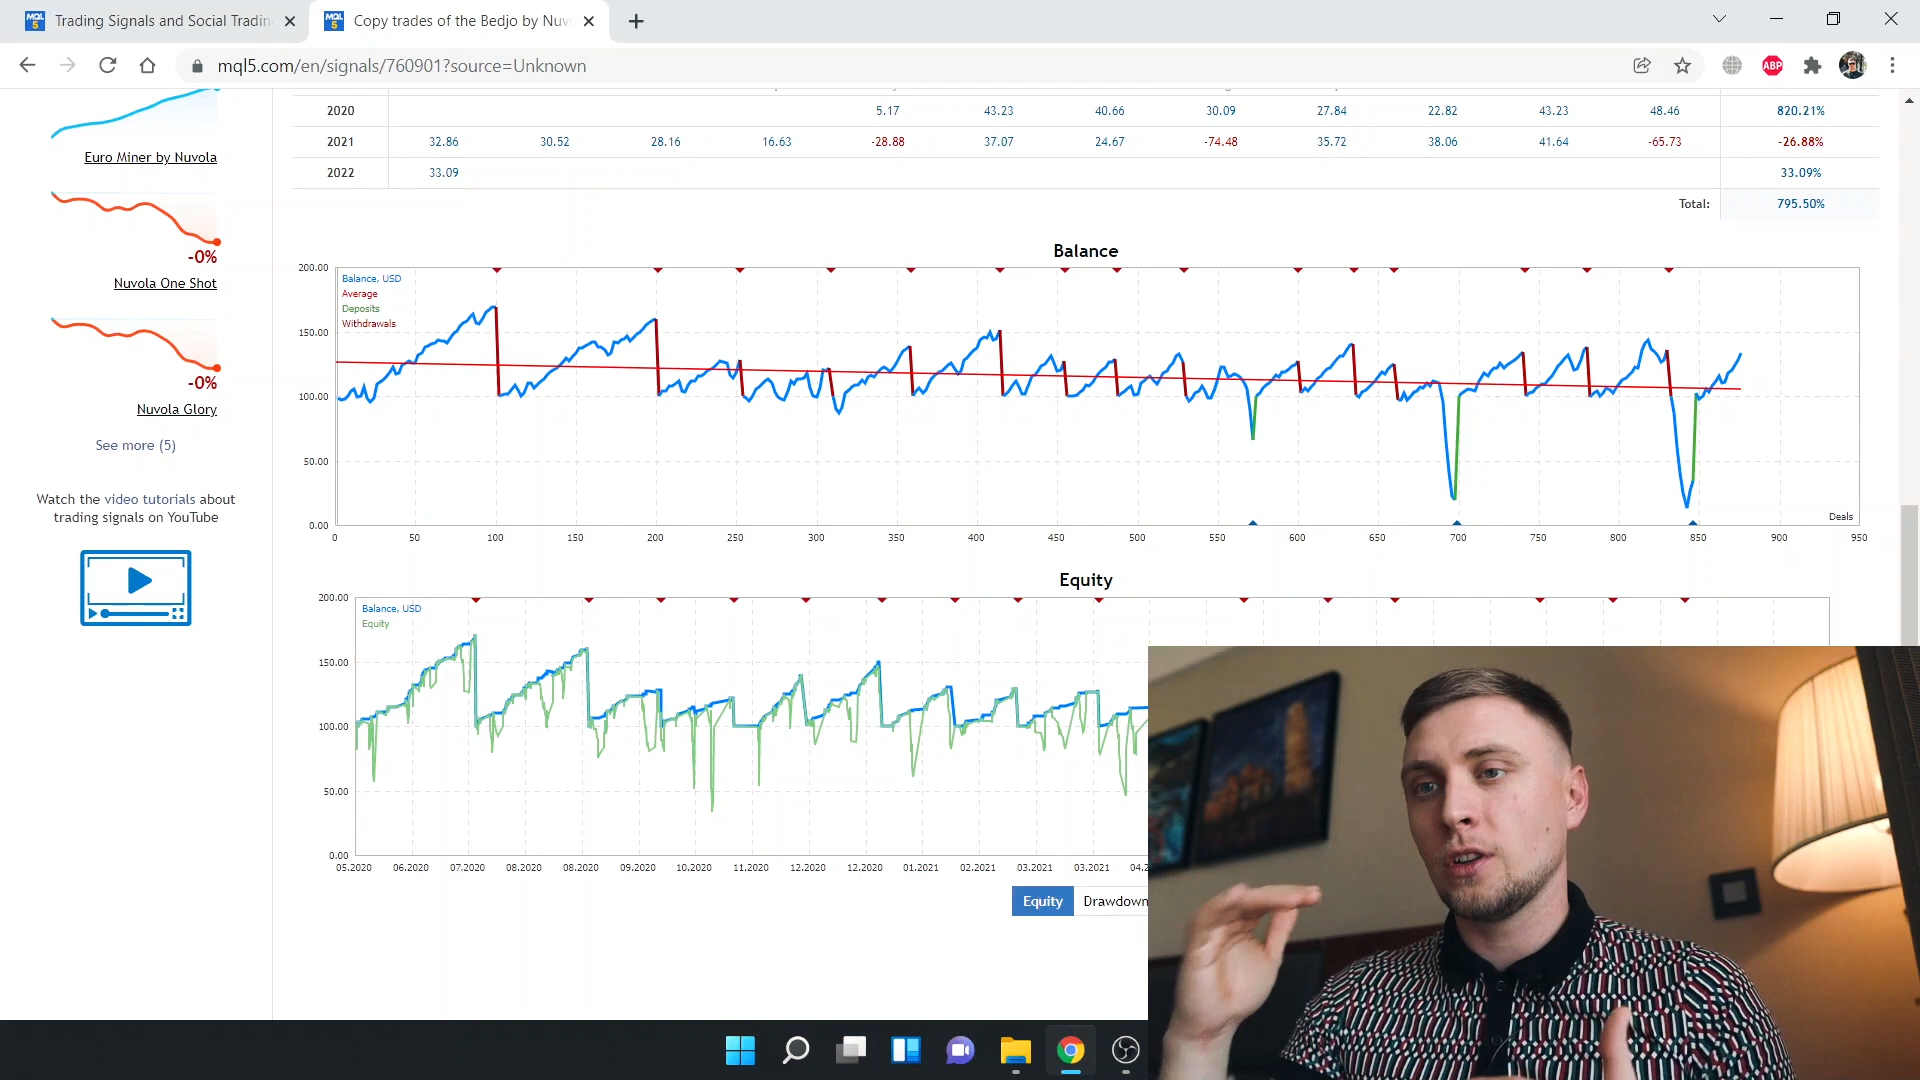 Trading Signals and Social Tradin
Copy trades of the Bedjo by Nuv
mql5.com/en/signals/760901?source=Unknown
ABP
2020 5.17 43.23 40.66 30.09 27.84 22.82 43.23 48.46 820.21%
2021 32.86 30.52 28.16 16.63 -28.88 37.07 24.67 -74.48 35.72 38.06 41.64 -65.73 -26.88%
2022 33.09 33.09%
Total: 795.50%
Euro Miner by Nuvola
-0%
Nuvola One Shot
-0%
Nuvola Glory
See more (5)
Watch the video tutorials about
trading signals on YouTube
Balance
200.00
150.00
100.00
50.00
0.00
Balance, USD
Average
Deposits
Withdrawals
Deals
0 50 100 150 200 250 300 350 400 450 500 550 600 650 700 750 800 850 900 950
Equity
200.00
150.00
100.00
50.00
0.00
Balance, USD
Equity
05.2020 06.2020 07.2020 08.2020 08.2020 09.2020 10.2020 11.2020 12.2020 12.2020 01.2021 02.2021 03.2021 03.2021 04.2
Equity Drawdown